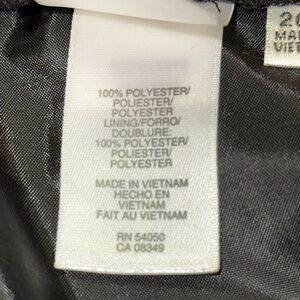 100% POLYESTER/
POLIESTER/
POLYESTER
LINING/FORRO/
DOUBLURE:
100% POLYESTER/
POLIESTER/
POLYESTER
MADE IN VIETNAM
HECHO EN
VIETNAM
FAIT AU VIETNAM
RN 54050
CA 08349